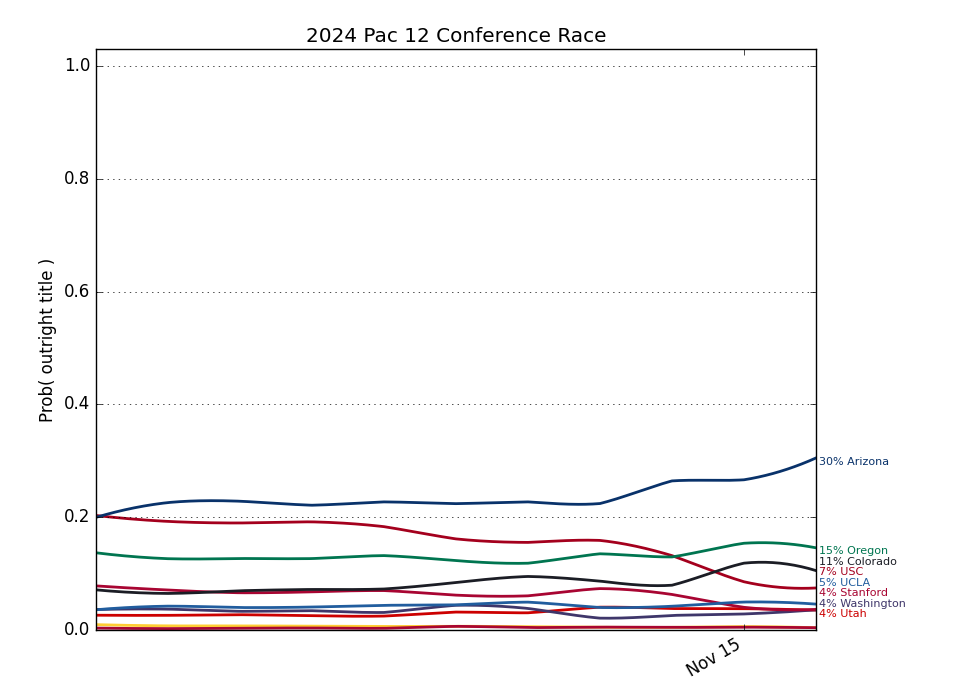 2024 Pac 12 Conference Race
1.0
0.8
0.6
0.4
0.2
0.0
Prob( outright title )
30% Arizona
15% Oregon
11% Colorado
7% USC
5% UCLA
4% Stanford
4% Washington
4% Utah
Nov 15